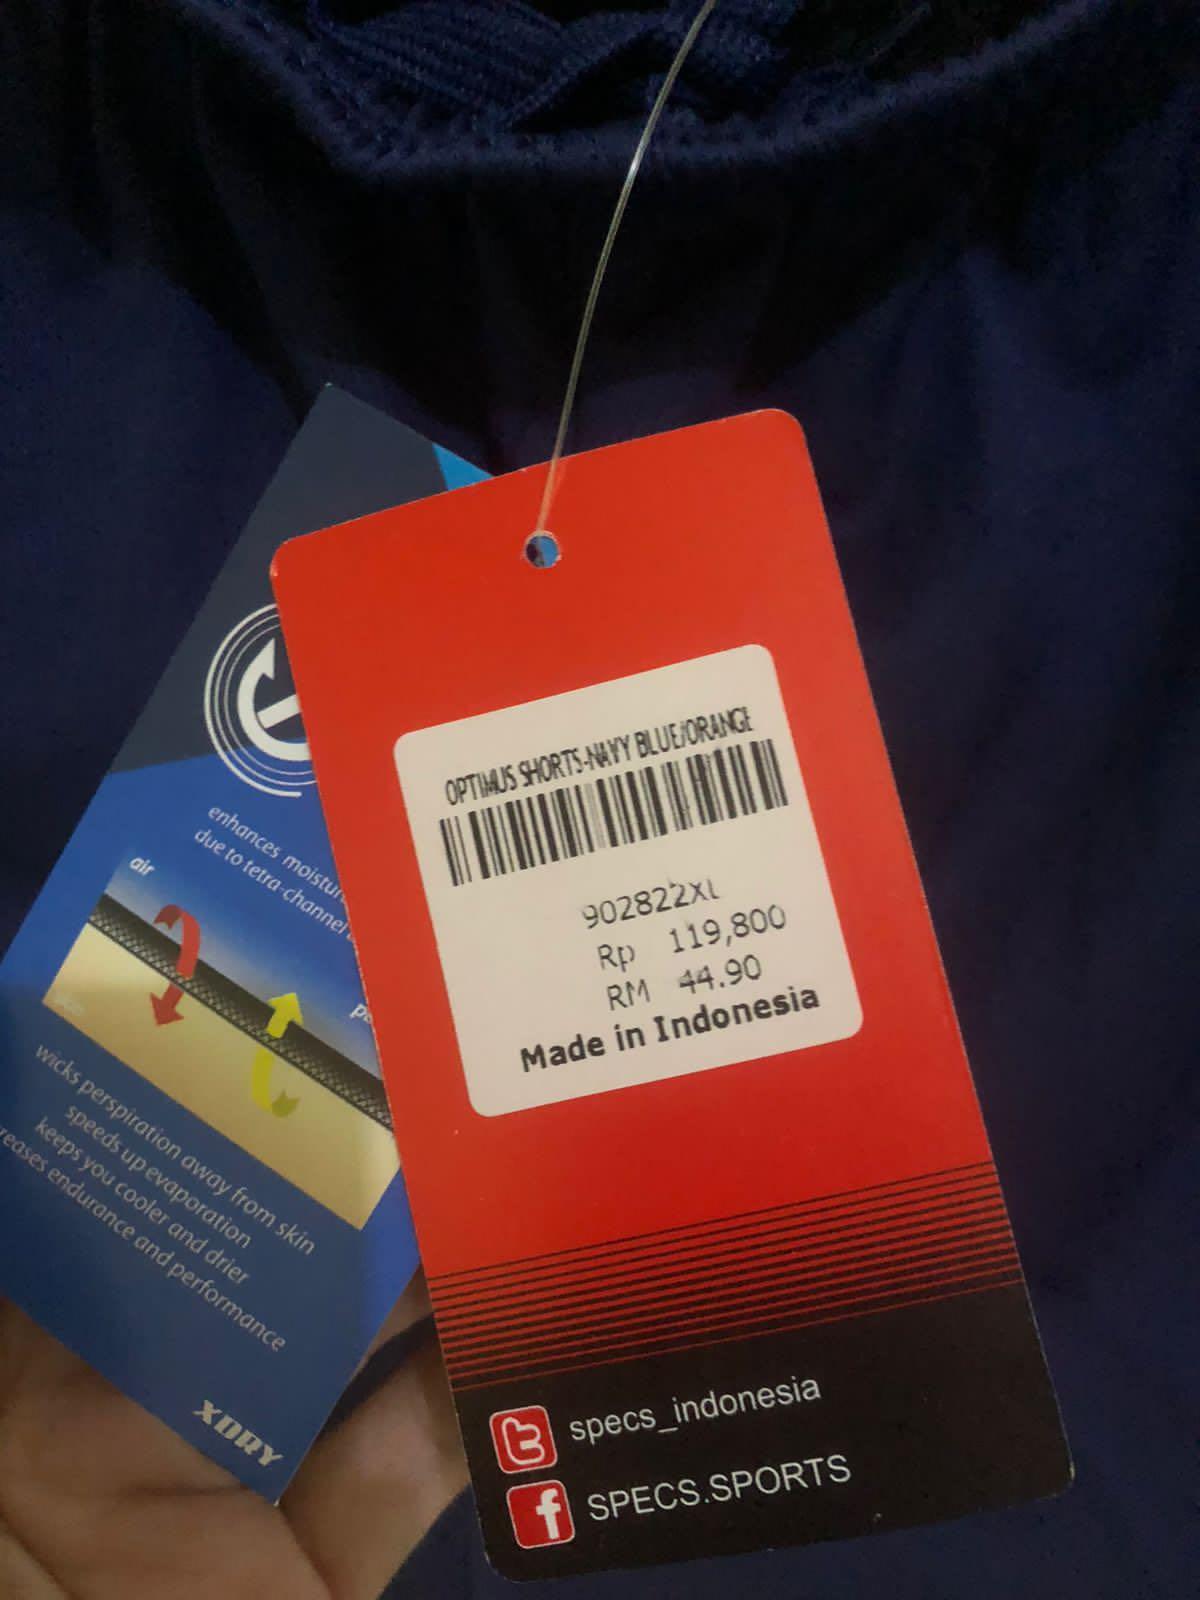 OPTIMUS SHORTS-NAVY BLUE/ORANGE
902822XL
Rp 119,800
RM 44.90
Made in Indonesia
specs_indonesia
SPECS.SPORTS
enhances
due to tetra-channel
air
wicks perspiration away from skin
speeds up evaporation
keeps you cooler and drier
endurance and performance
XDRY